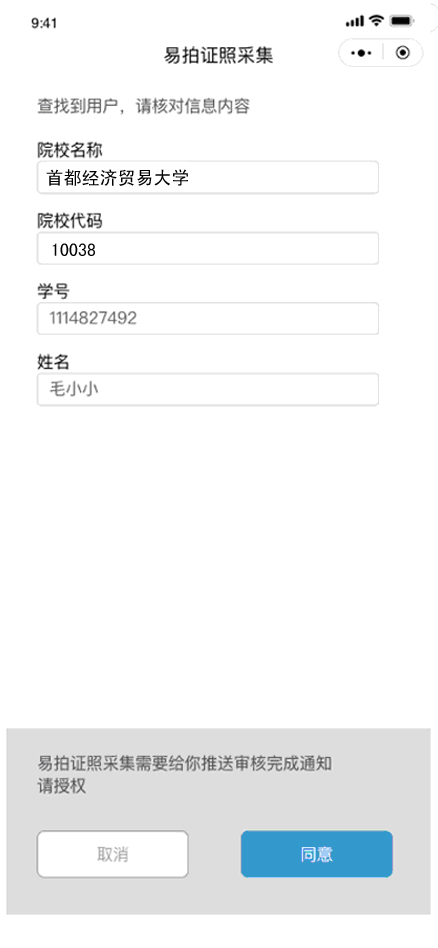 9:41
易拍证照采集
查找到用户，请核对信息内容
院校名称
首都经济贸易大学
院校代码
10038
学号
1114827492
姓名
毛小小
易拍证照采集需要给你推送审核完成通知
请授权
取消
同意